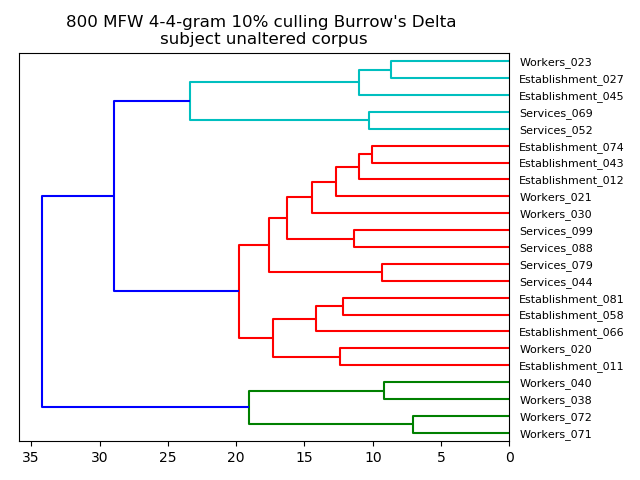 800 MFW 4-4-gram 10% culling Burrow's Delta
subject unaltered corpus
Workers_023
Establishment_027
Establishment_045
Services_069
Services_052
Establishment_074
Establishment_043
Establishment_012
Workers_021
Workers_030
Services_099
Services_088
Services_079
Services_044
Establishment_081
Establishment_058
Establishment_066
Workers_020
Establishment_011
Workers_040
Workers_038
Workers_072
Workers_071
35 30 25 20 15 10 5 0